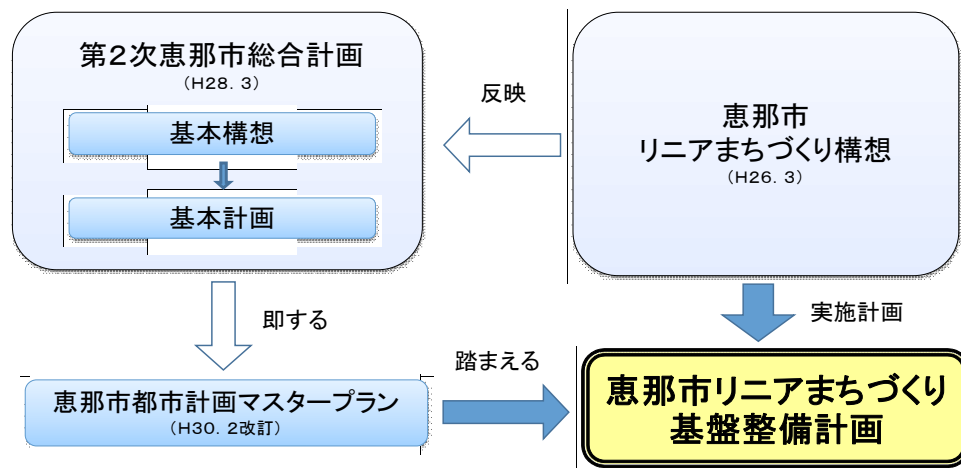 第２次恵那市総合計画
（H28．3）
基本構想
基本計画
反映
恵那市
リニアまちづくり構想
（H26．3）
即する
実施計画
恵那市都市計画マスタープラン
（H30．2改訂）
踏まえる
恵那市リニアまちづくり
基盤整備計画